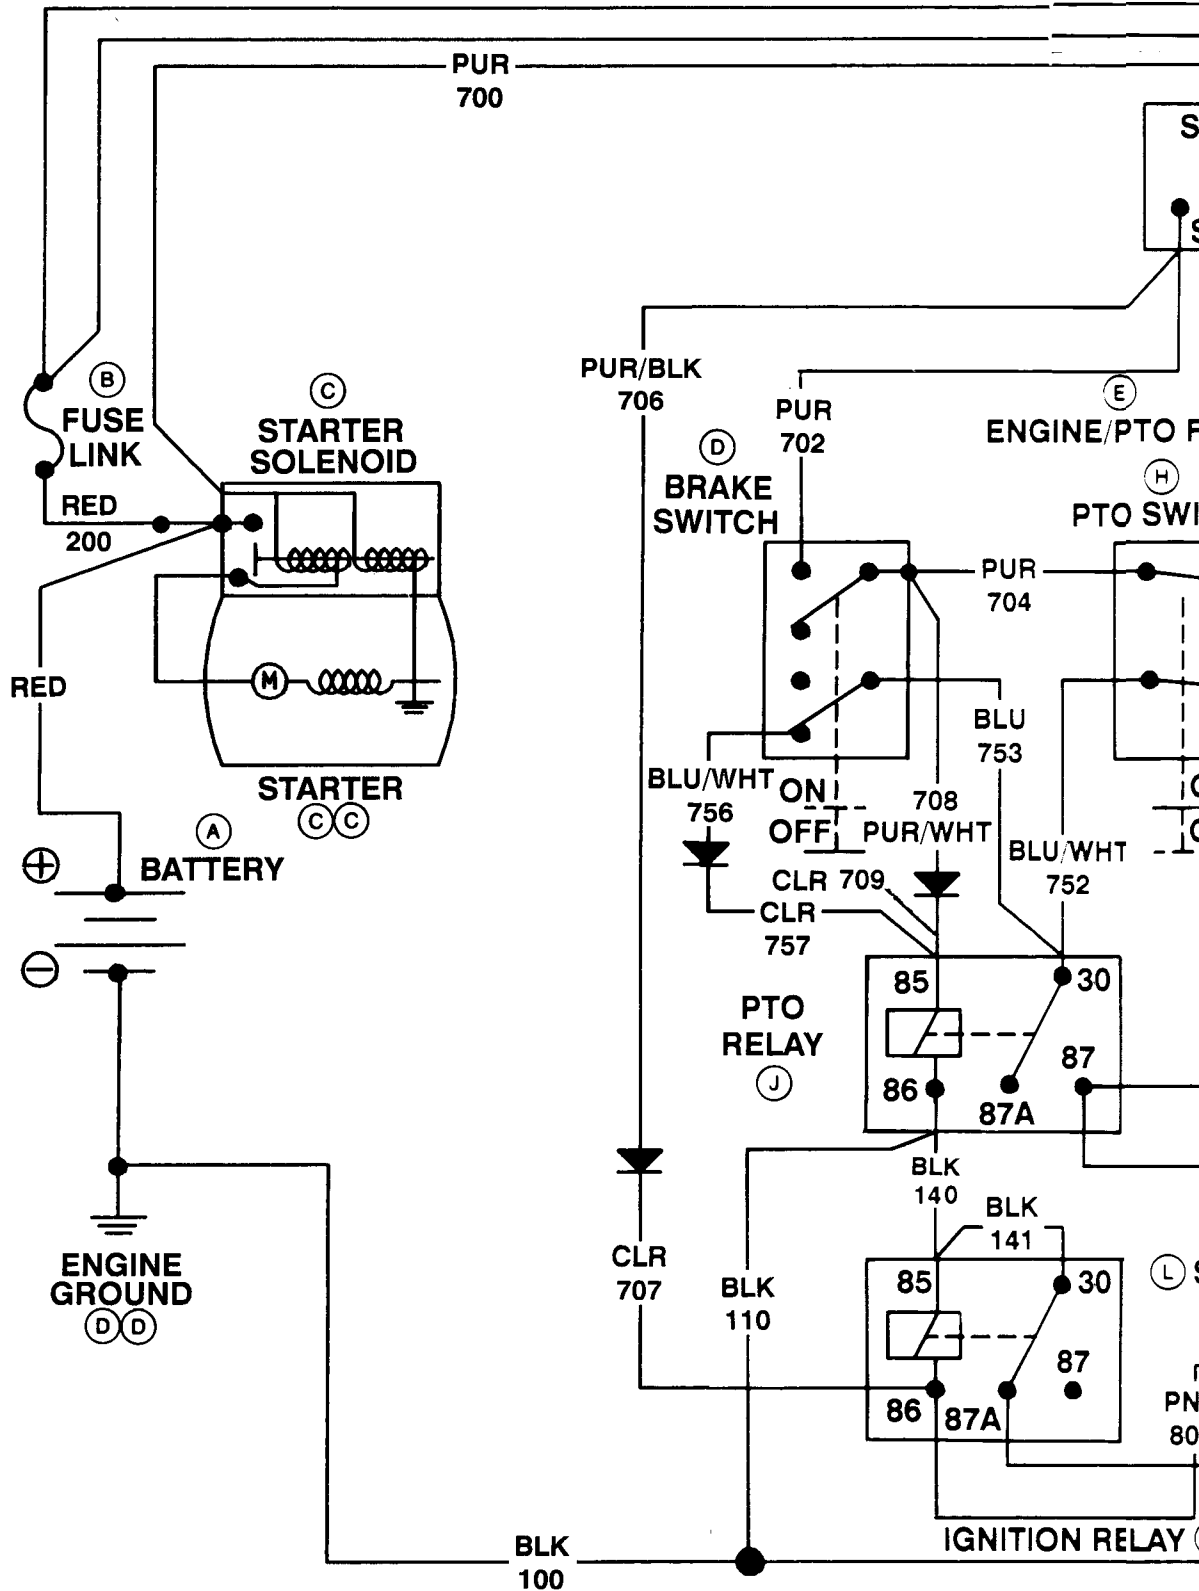 PUR
700
S
S
B
FUSE
LINK
C
STARTER
SOLENOID
RED
200
PUR/BLK
706
PUR
702
E
ENGINE/PTO F
D
BRAKE
SWITCH
H
PTO SWI
PUR
704
RED
M
BLU
753
STARTER
C C
BLU/WHT
756
ON
OFF
708
PUR/WHT
BLU/WHT
752
A
BATTERY
+
−
CLR 709
CLR
757
85
30
PTO
RELAY
J
87
86
87A
BLK
140
BLK
141
ENGINE
GROUND
D D
CLR
707
BLK
110
85
30
L S
87
86
87A
PN
80
IGNITION RELAY
BLK
100